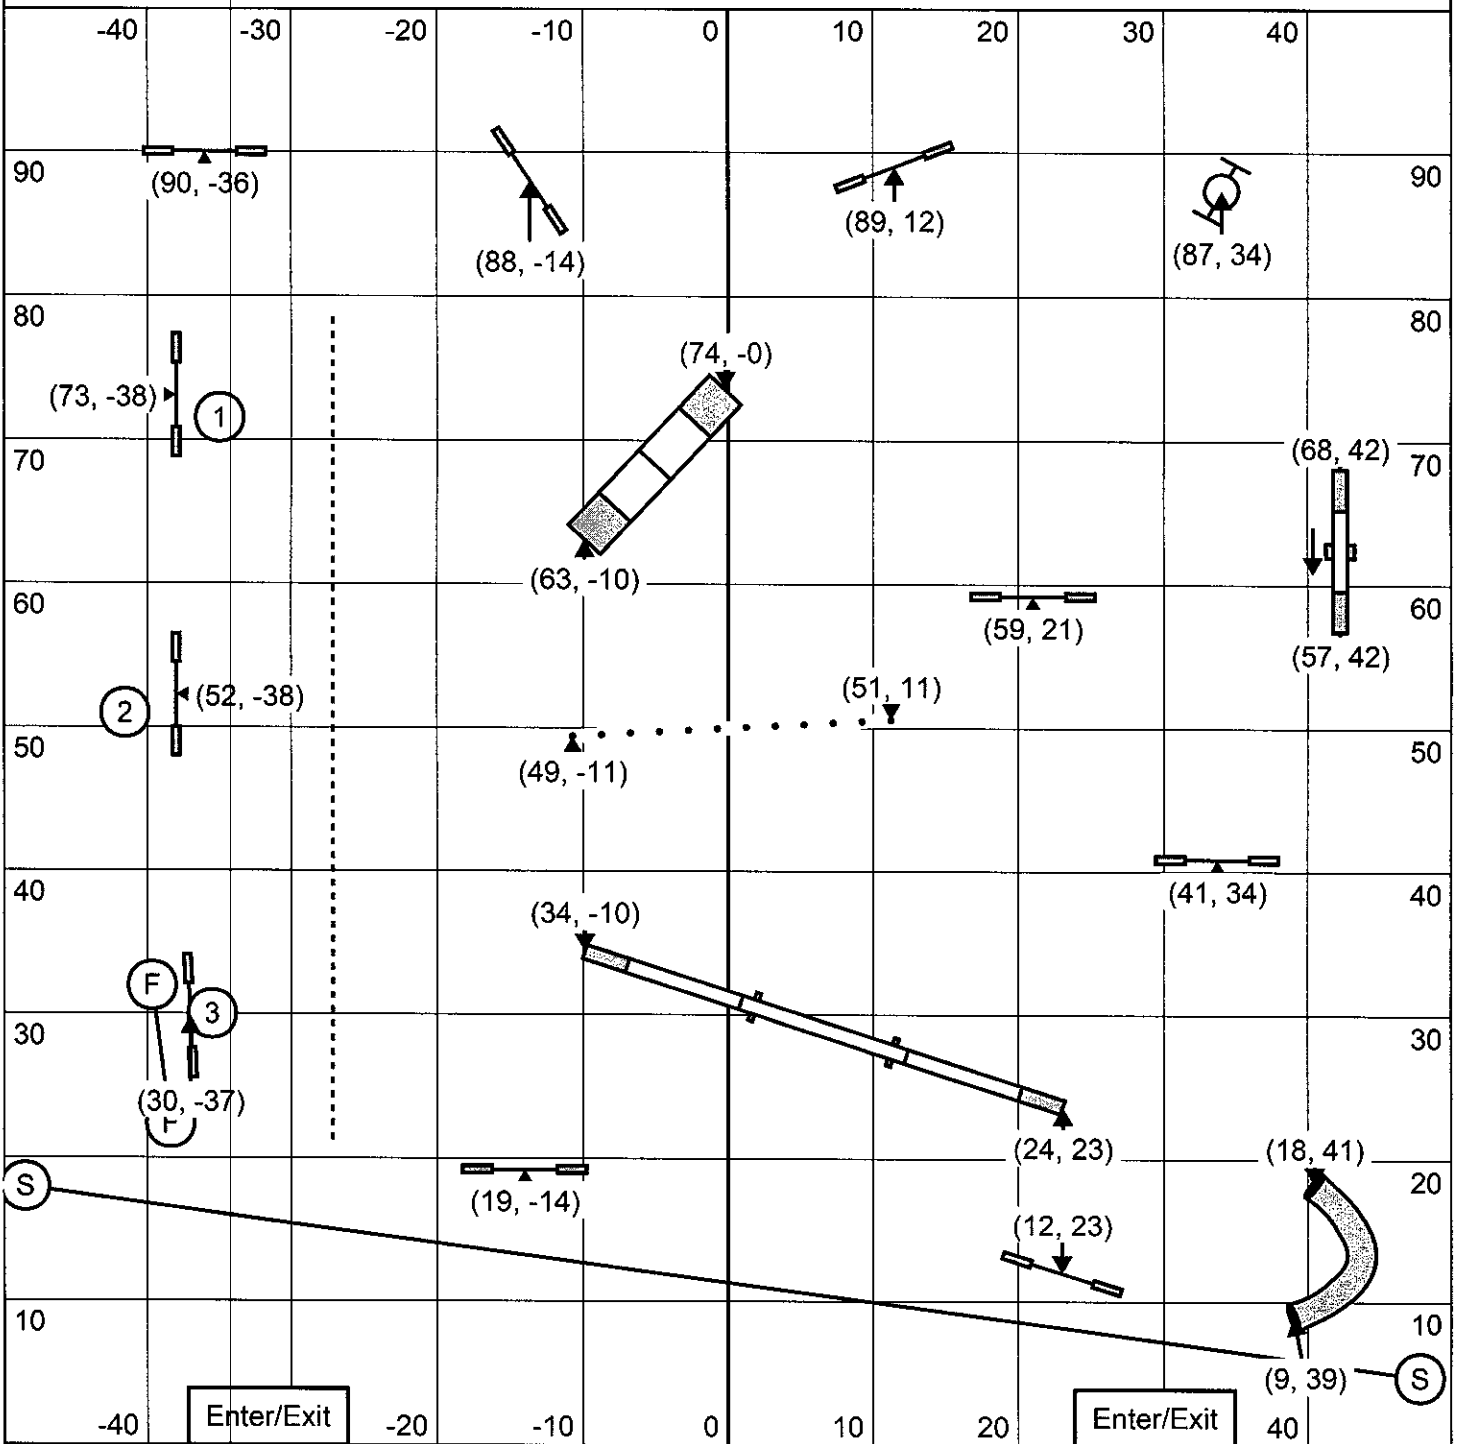 -40 -30 -20 -10 0 10 20 30 40
90 (90, -36) (88, -14) (89, 12) (87, 34) 90
80 80
(74, -0)
(73, -38) 1
70 (68, 42) 70
(63, -10)
60 (59, 21) 60
(57, 42)
2 (52, -38) (51, 11)
50 (49, -11) 50
40 (41, 34) 40
(34, -10)
F 3
30 30
(30, -37)
F
(24, 23) (18, 41)
S (19, -14) 20
(12, 23)
10 10
(9, 39) S
Enter/Exit Enter/Exit
-40 -20 -10 0 10 20 40